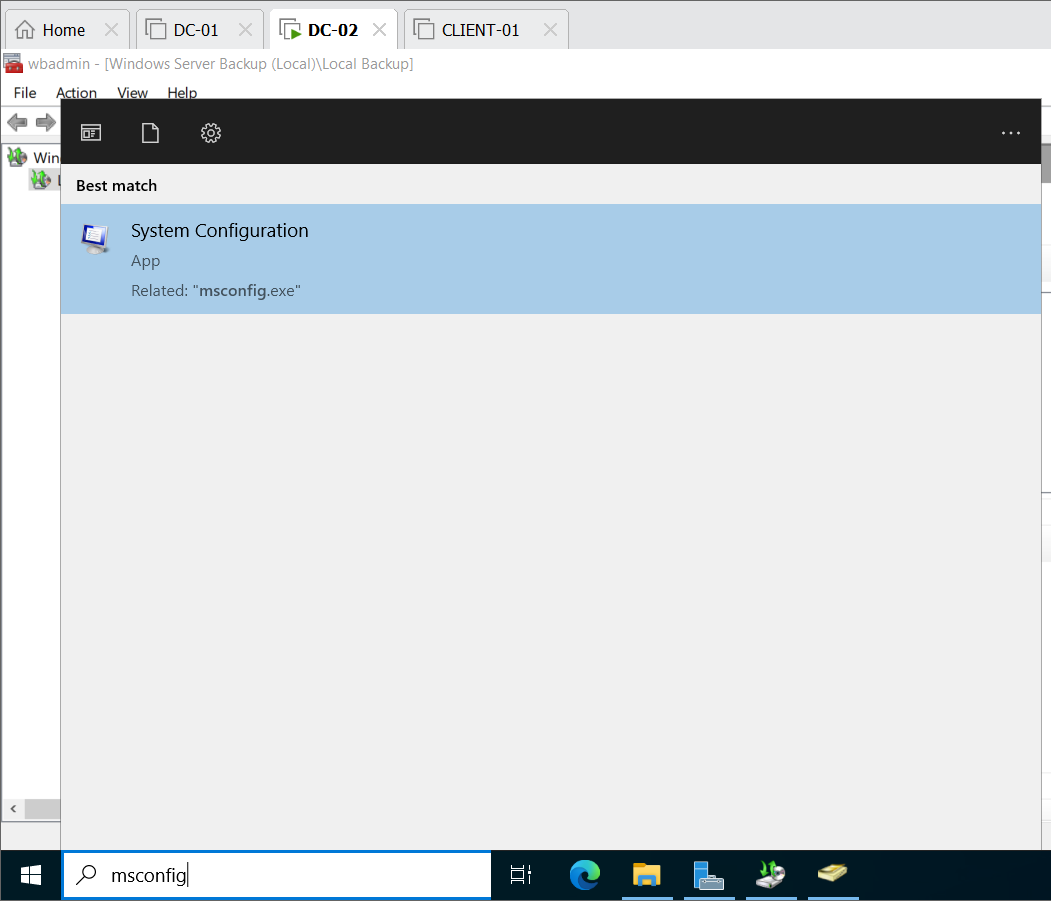 Home DC-01 DC-02 CLIENT-01
wbadmin - [Windows Server Backup (Local)\Local Backup]
File Action View Help
Best match
System Configuration
App
Related: "msconfig.exe"
msconfig